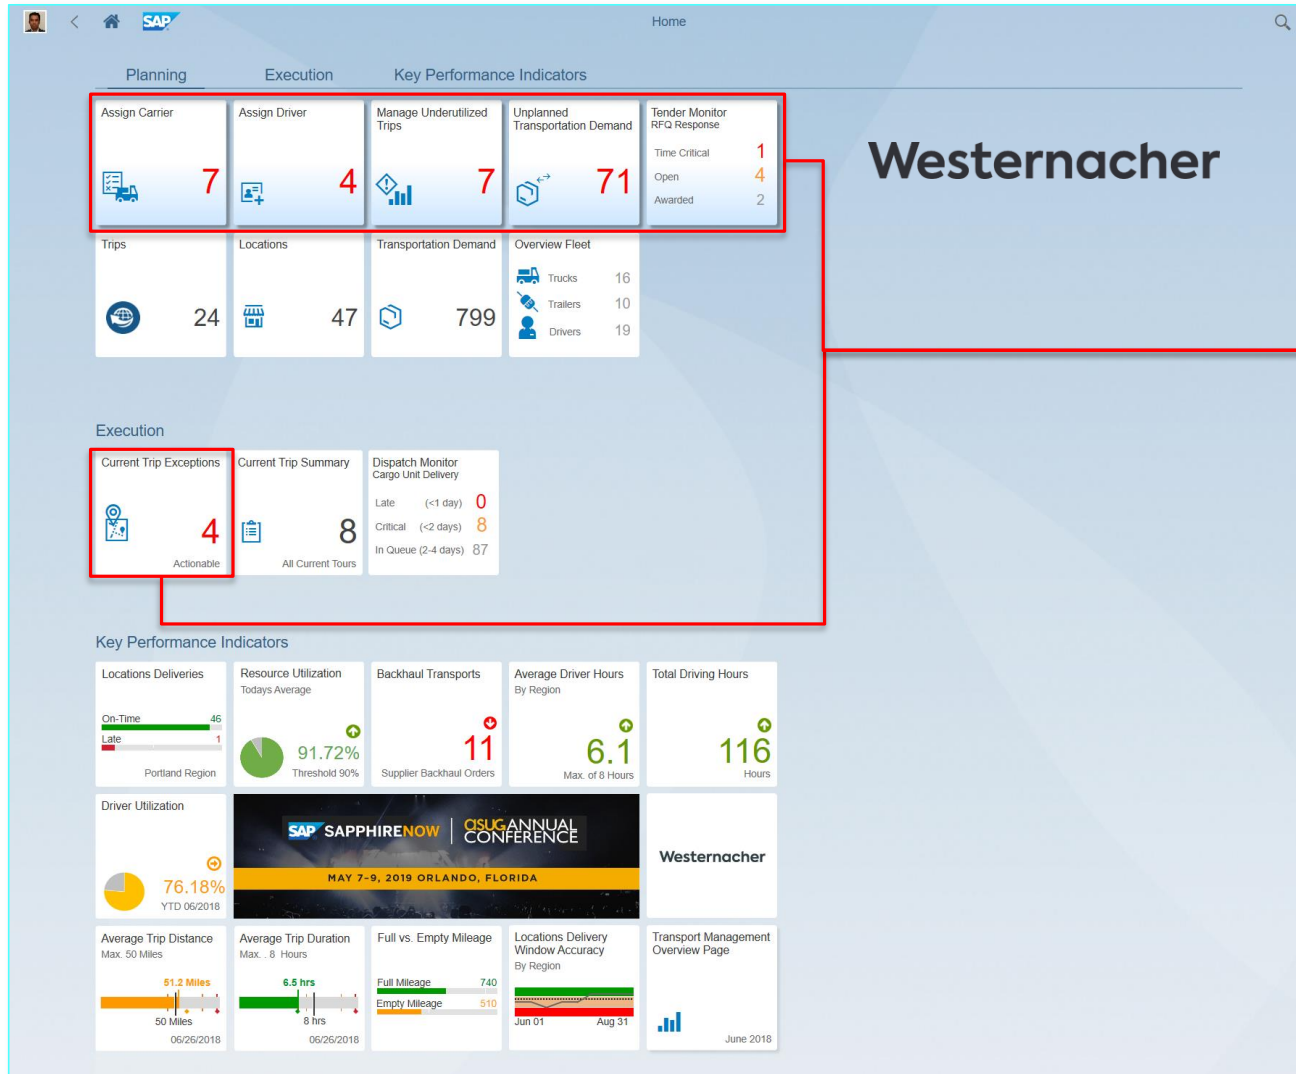 SAP
Home
Planning
Execution
Key Performance Indicators
Assign Carrier
7
Assign Driver
4
Manage Underutilized
Trips
7
Unplanned
Transportation Demand
71
Tender Monitor
RFQ Response
Time Critical 1
Open 4
Awarded 2
Westernacher
Trips
24
Locations
47
Transportation Demand
799
Overview Fleet
Trucks 16
Trailers 10
Drivers 19
Execution
Current Trip Exceptions
4
Actionable
Current Trip Summary
8
All Current Tours
Dispatch Monitor
Cargo Unit Delivery
Late (<1 day) 0
Critical (<2 days) 8
In Queue (2-4 days) 87
Key Performance Indicators
Locations Deliveries
On-Time 46
Late 1
Portland Region
Resource Utilization
Todays Average
91.72%
Threshold 90%
Backhaul Transports
11
Supplier Backhaul Orders
Average Driver Hours
By Region
6.1
Max. of 8 Hours
Total Driving Hours
116
Hours
Driver Utilization
76.18%
YTD 06/2018
SAP SAPPHIRENOW
asug ANNUAL
CONFERENCE
MAY 7-9, 2019 ORLANDO, FLORIDA
Westernacher
Average Trip Distance
Max. 50 Miles
51.2 Miles
50 Miles
06/26/2018
Average Trip Duration
Max. . 8 Hours
6.5 hrs
8 hrs
06/26/2018
Full vs. Empty Mileage
Full Mileage 740
Empty Mileage 510
Locations Delivery
Window Accuracy
By Region
Jun 01 Aug 31
Transport Management
Overview Page
June 2018